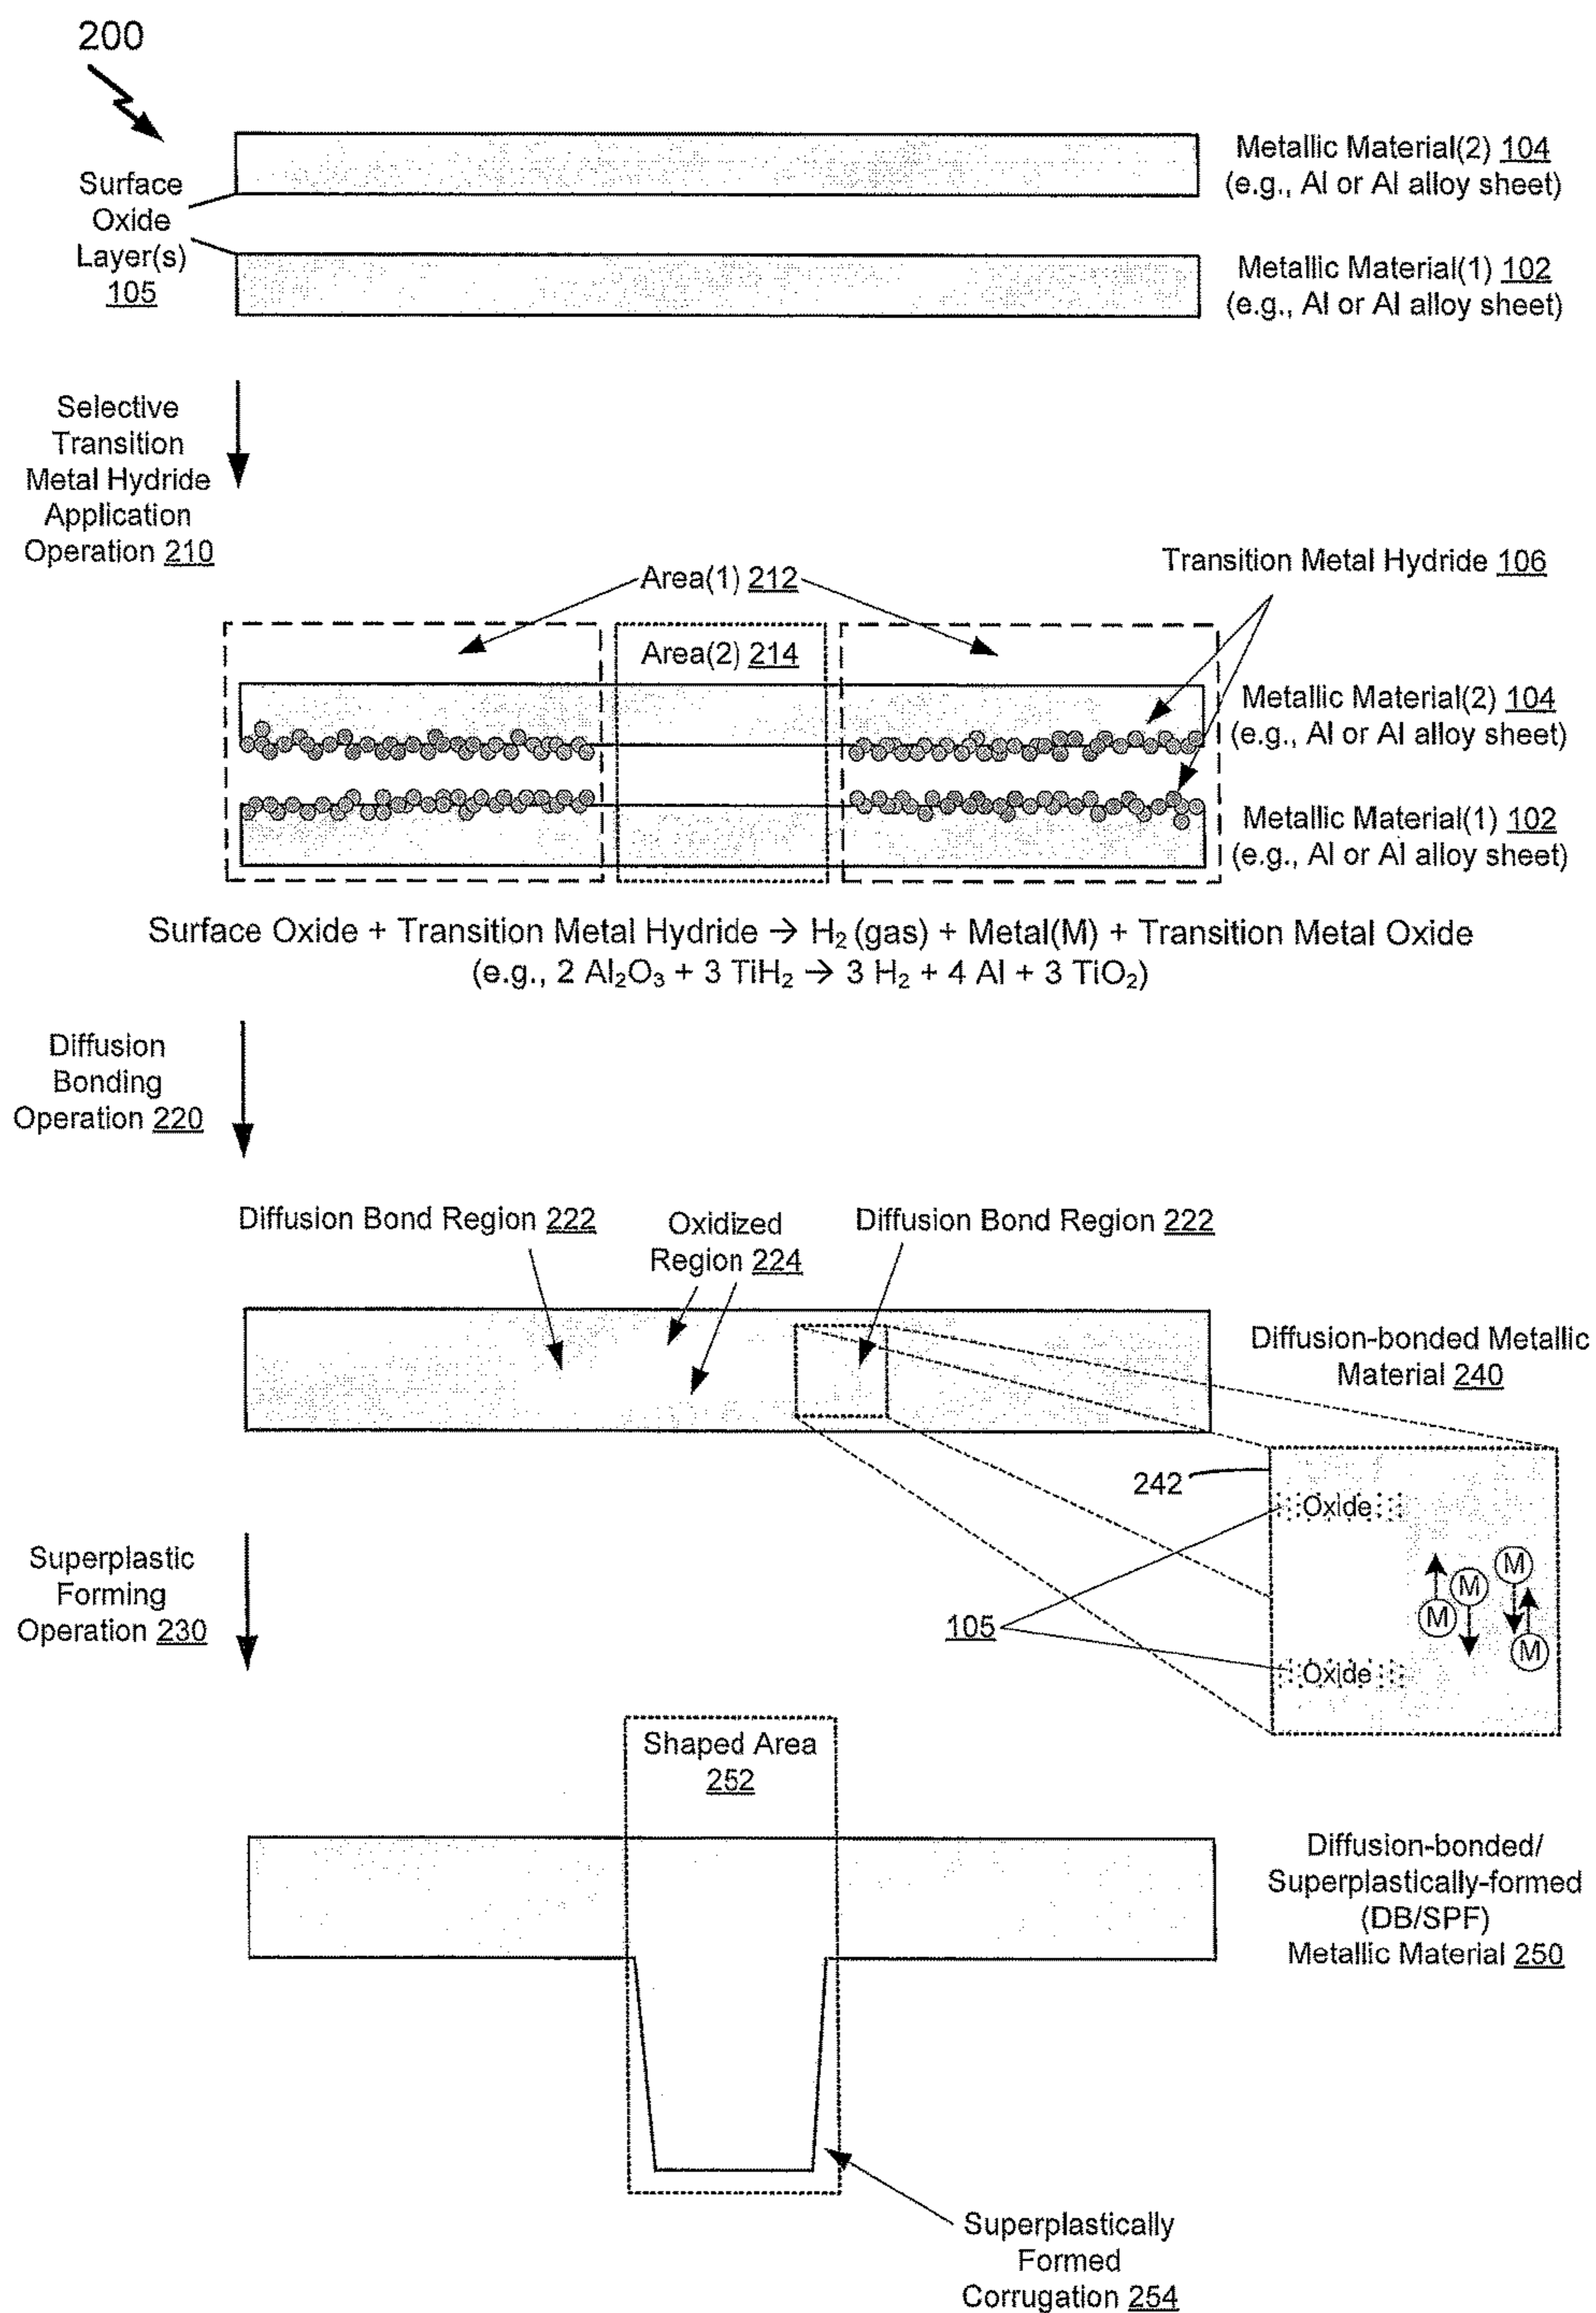 200
Metallic Material(2) 104
(e.g., Al or Al alloy sheet)
Surface
Oxide
Layer(s)
105
Metallic Material(1) 102
(e.g., Al or Al alloy sheet)
Selective
Transition
Metal Hydride
Application
Operation 210
Transition Metal Hydride 106
Area(1) 212
Area(2) 214
Metallic Material(2) 104
(e.g., Al or Al alloy sheet)
Metallic Material(1) 102
(e.g., Al or Al alloy sheet)
Surface Oxide + Transition Metal Hydride → H₂ (gas) + Metal(M) + Transition Metal Oxide
(e.g., 2 Al₂O₃ + 3 TiH₂ → 3 H₂ + 4 Al + 3 TiO₂)
Diffusion
Bonding
Operation 220
Diffusion Bond Region 222
Oxidized
Region 224
Diffusion Bond Region 222
Diffusion-bonded Metallic
Material 240
242
Oxide
M
M
M
M
105
Oxide
Superplastic
Forming
Operation 230
Shaped Area
252
Diffusion-bonded/
Superplastically-formed
(DB/SPF)
Metallic Material 250
Superplastically
Formed
Corrugation 254